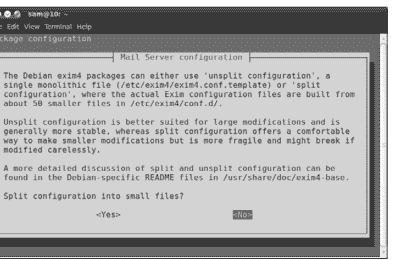 sam@10: ~
Edit View Terminal Help
ckage configuration
Mail Server configuration
The Debian exim4 packages can either use 'unsplit configuration', a
single monolithic file (/etc/exim4/exim4.conf.template) or 'split
configuration', where the actual Exim configuration files are built from
about 50 smaller files in /etc/exim4/conf.d/.
Unsplit configuration is better suited for large modifications and is
generally more stable, whereas split configuration offers a comfortable
way to make smaller modifications but is more fragile and might break if
modified carelessly.
A more detailed discussion of split and unsplit configuration can be
found in the Debian-specific README files in /usr/share/doc/exim4-base.
Split configuration into small files?
<Yes> <No>